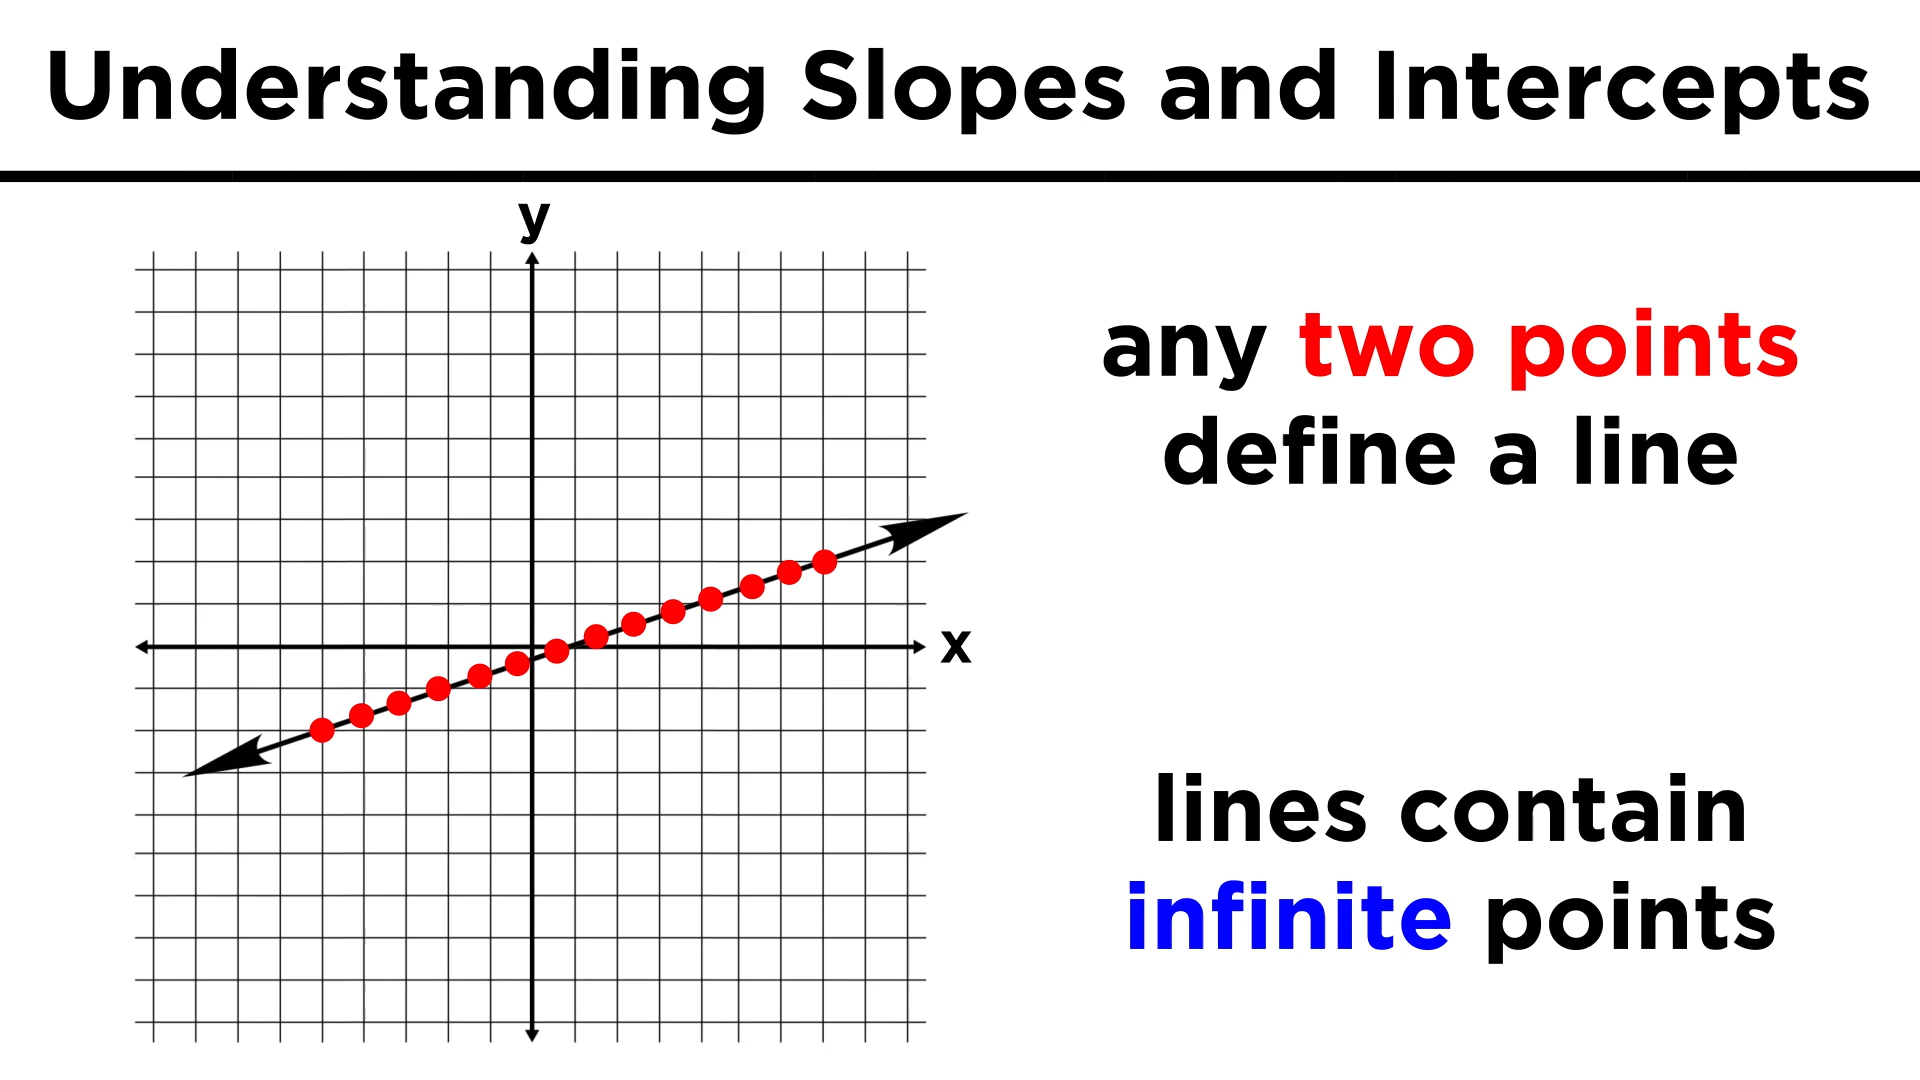 Understanding Slopes and Intercepts
y
any two points
define a line
x
lines contain
infinite points